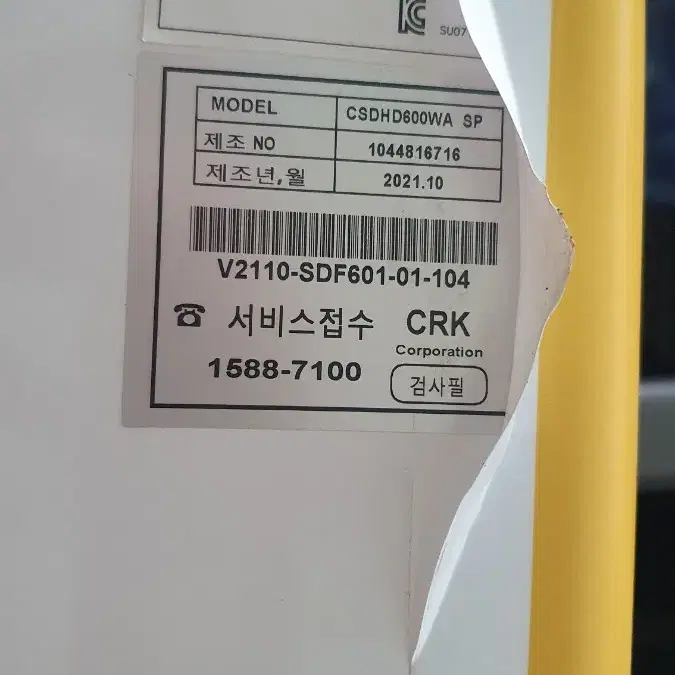 SU07
MODEL CSDHD600WA SP
제조 NO 1044816716
제조년,월 2021.10
V2110-SDF601-01-104
☎ 서비스접수 CRK
Corporation
1588-7100
검사필